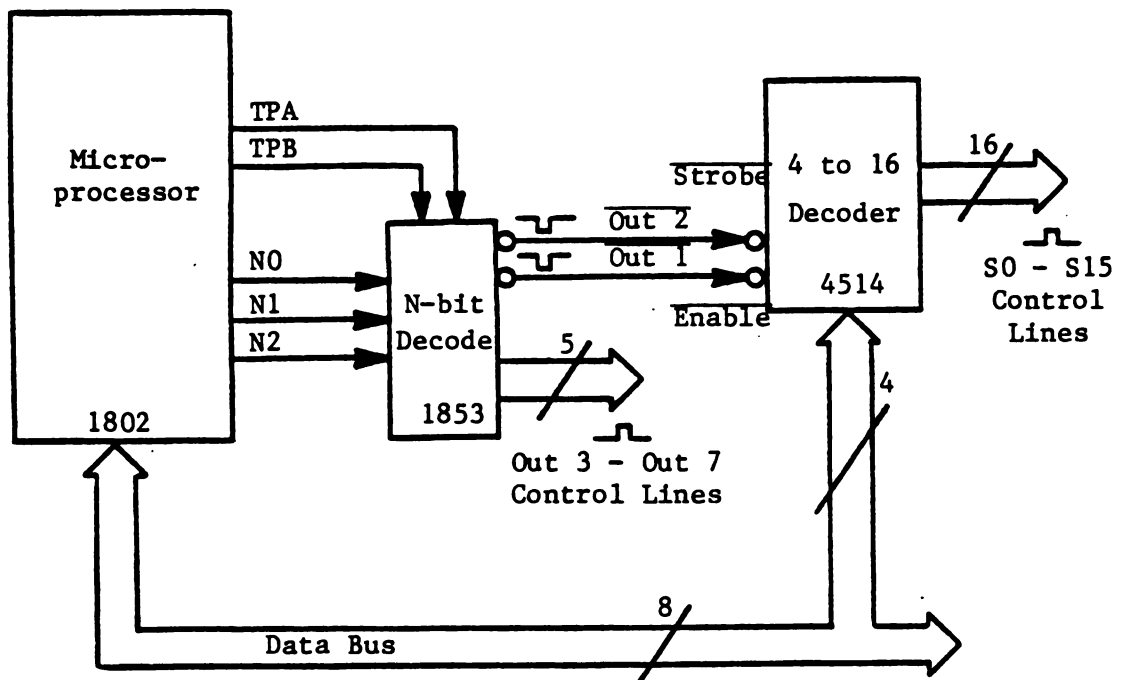 TPA
TPB
Micro-
processor
N0
N1
N2
1802
N-bit
Decode
1853
Out 2
Out 1
Strobe
Enable
4 to 16
Decoder
4514
16
S0 - S15
Control
Lines
5
Out 3 - Out 7
Control Lines
4
8
Data Bus